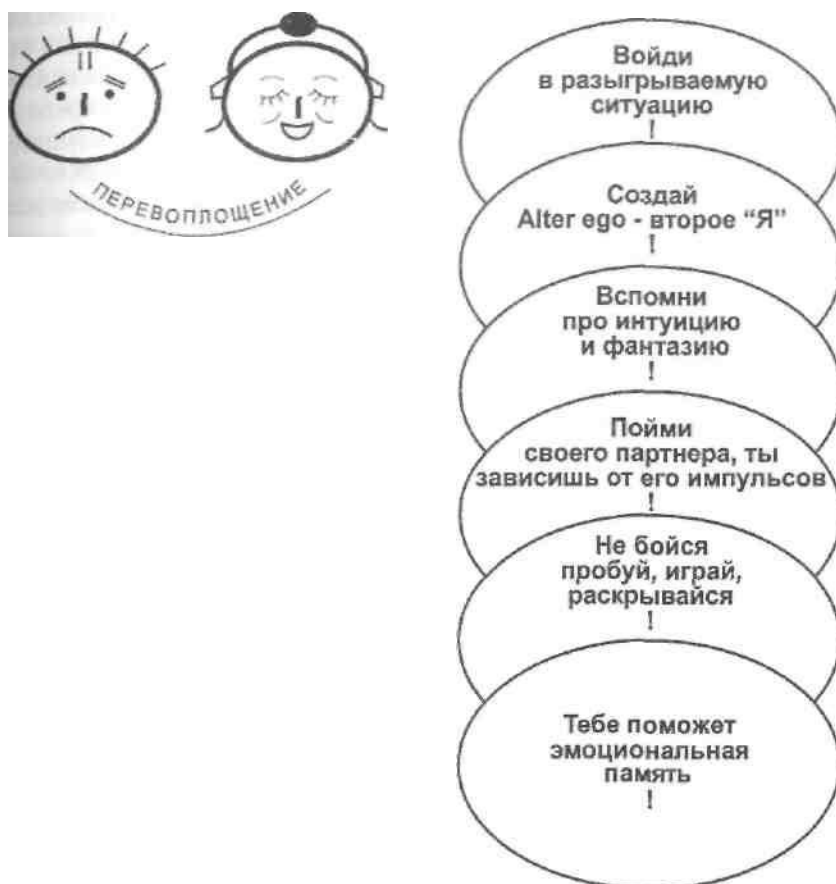 ПЕРЕВОПЛОЩЕНИЕ
Войди
в разыгрываемую
ситуацию
!
Создай
Alter ego - второе “Я”
!
Вспомни
про интуицию
и фантазию
!
Пойми
своего партнера, ты
зависишь от его импульсов
!
Не бойся
пробуй, играй,
раскрывайся
!
Тебе поможет
эмоциональная
память
!